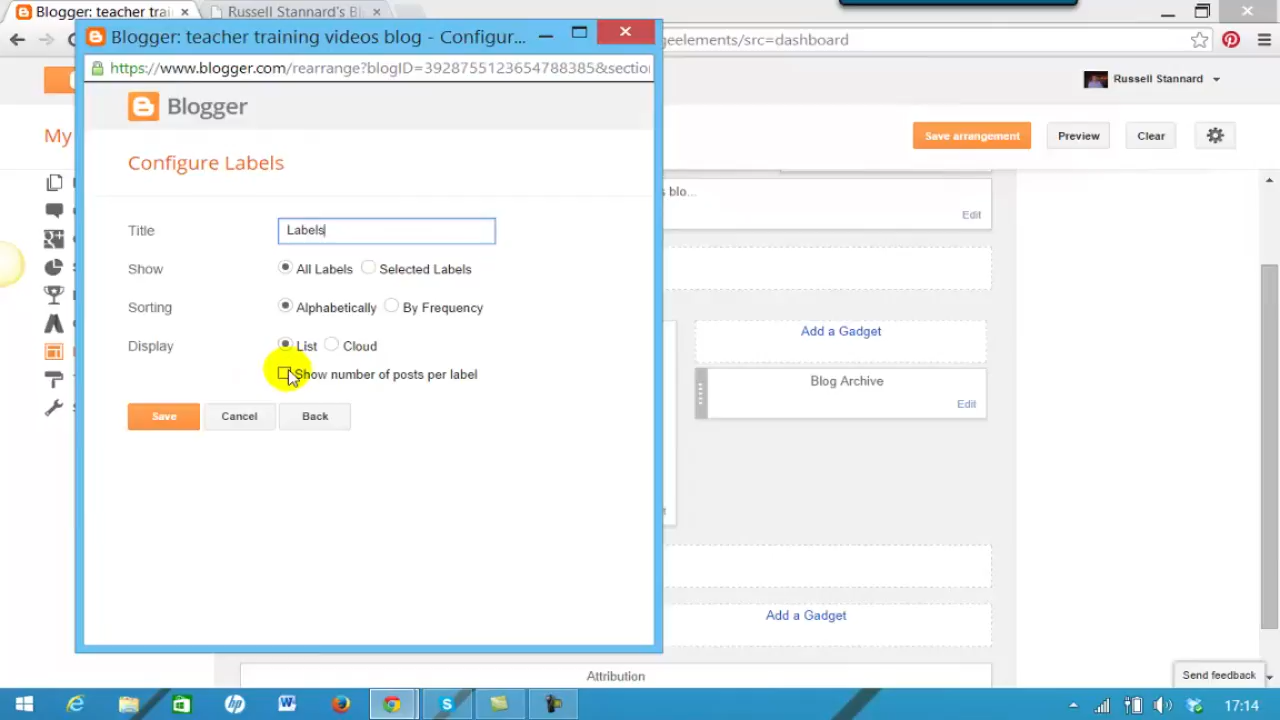 Blogger: teacher trai
Russell Stannard's B
Blogger: teacher training videos blog - Configur...
geelements/src=dashboard
https://www.blogger.com/rearrange?blogID=3928755123654788385&sectio
Russell Stannard
Blogger
My
Save arrangement
Preview
Clear
Configure Labels
s blo...
Edit
Title
Labels
Show
All Labels
Selected Labels
Sorting
Alphabetically
By Frequency
Display
List
Cloud
Show number of posts per label
Save
Cancel
Back
Add a Gadget
Blog Archive
Edit
Add a Gadget
Attribution
Send feedback
17:14